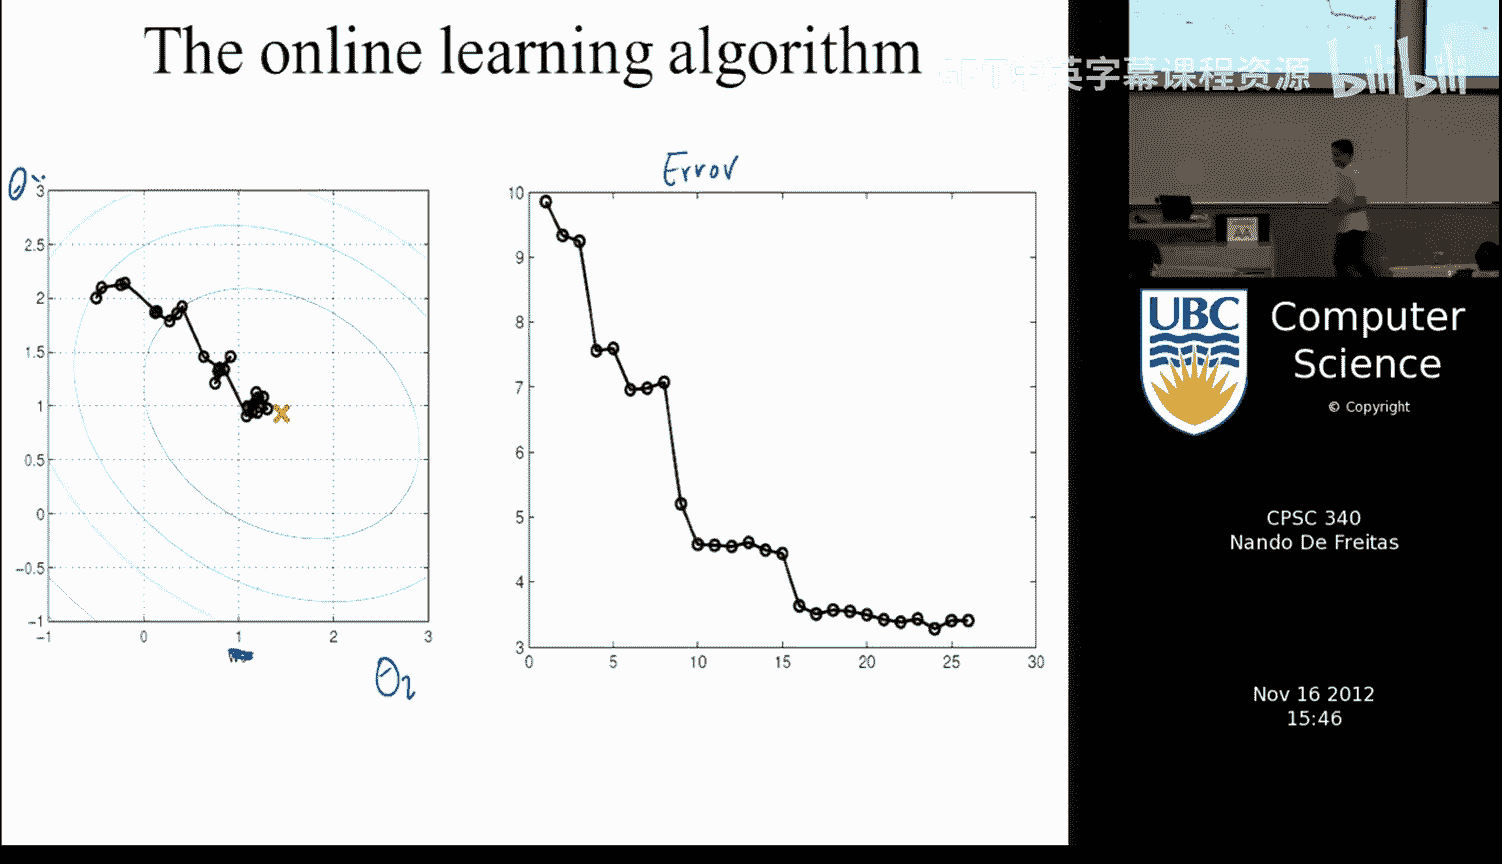 The online learning algorithm
中英字幕课程资源 bilibili
Error
3
2.5
2
1.5
1
0.5
0
−0.5
−1
−1 0 1 2 3
θ2
10
9
8
7
6
5
4
3
0 5 10 15 20 25 30
UBC
Computer
Science
© Copyright
CPSC 340
Nando De Freitas
Nov 16 2012
15:46